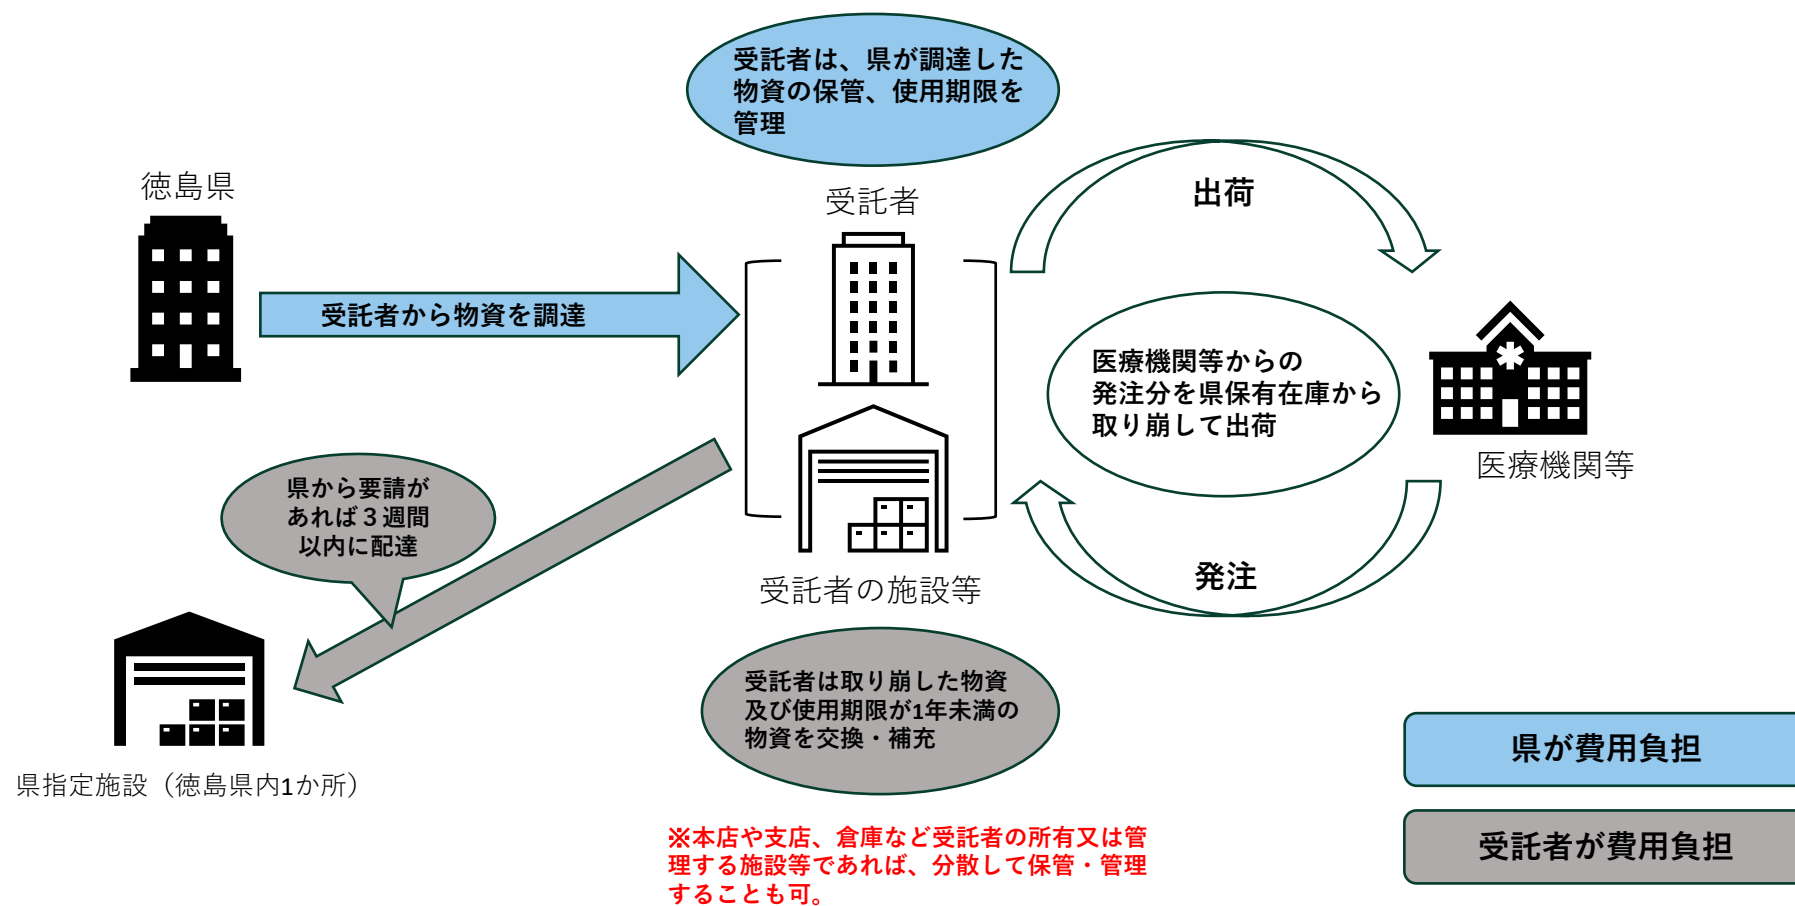 受託者は、県が調達した
物資の保管、使用期限を
管理
徳島県
受託者
出荷
受託者から物資を調達
医療機関等からの
発注分を県保有在庫から
取り崩して出荷
医療機関等
県から要請が
あれば３週間
以内に配達
発注
受託者の施設等
受託者は取り崩した物資
及び使用期限が1年未満の
物資を交換・補充
県指定施設（徳島県内1か所）
県が費用負担
受託者が費用負担
※本店や支店、倉庫など受託者の所有又は管
理する施設等であれば、分散して保管・管理
することも可。